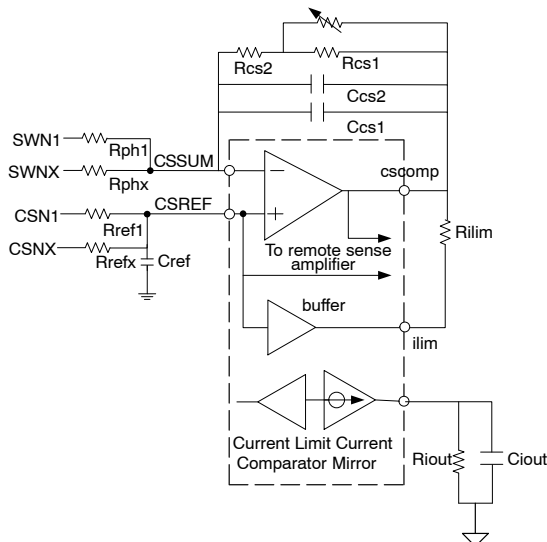 Rcs2
Rcs1
Ccs2
Ccs1
SWN1
Rph1
SWNX
Rphx
CSSUM
cscomp
CSN1
Rref1
CSREF
CSNX
Rrefx
Cref
Rilim
To remote sense
amplifier
buffer
ilim
Current Limit Current
Comparator Mirror
Riout
Ciout